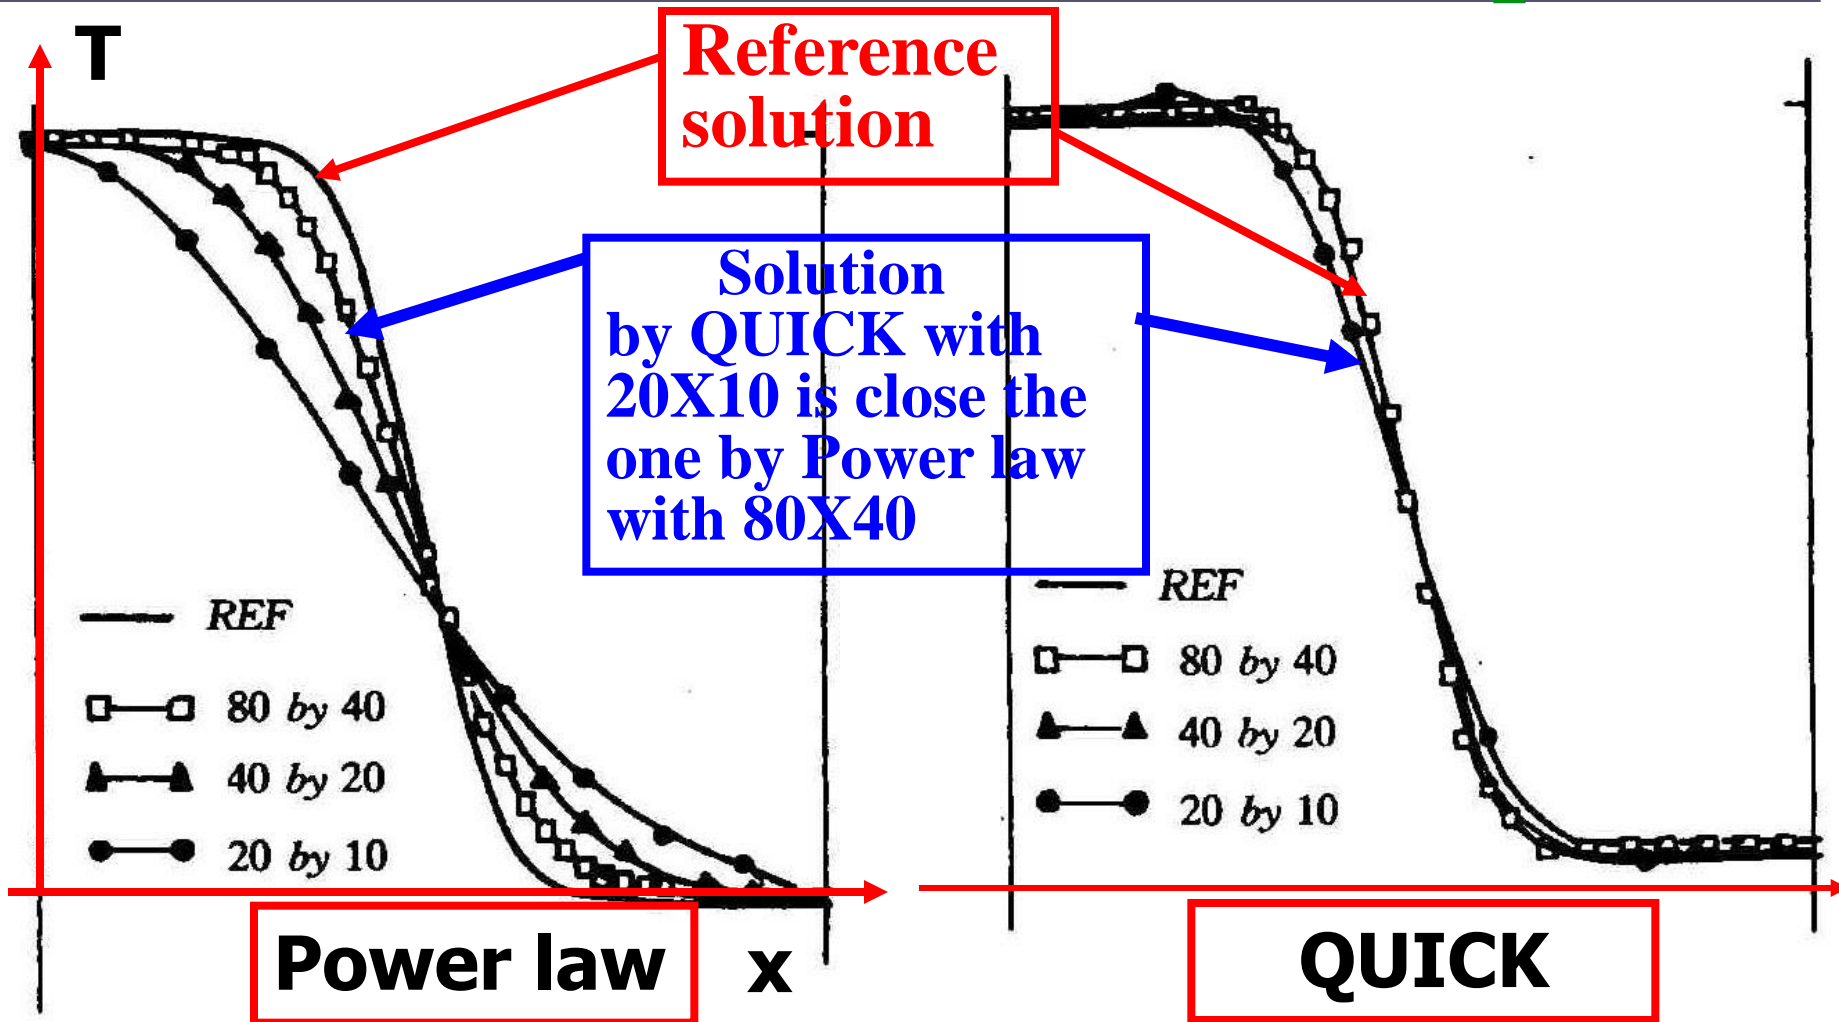 T
Reference
solution
Solution
by QUICK with
20X10 is close the
one by Power law
with 80X40
REF
80 by 40
40 by 20
20 by 10
REF
80 by 40
40 by 20
20 by 10
Power law
x
QUICK